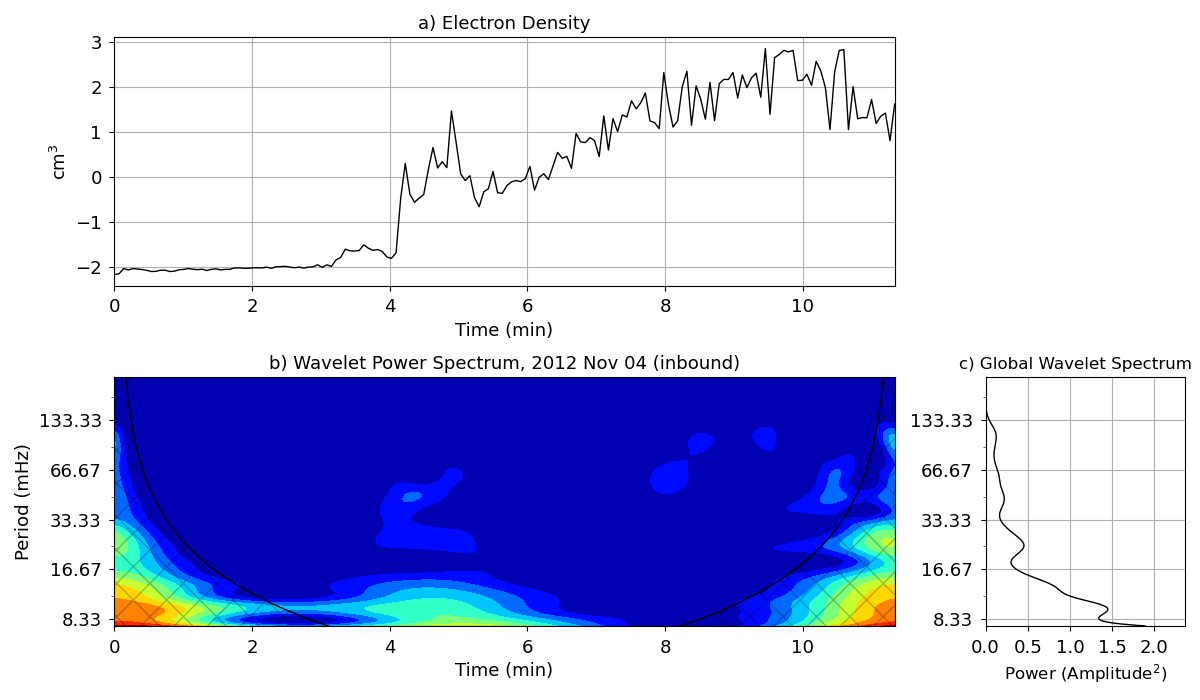 a) Electron Density
3
2
1
0
−1
−2
cm³
0 2 4 6 8 10
Time (min)
b) Wavelet Power Spectrum, 2012 Nov 04 (inbound)
133.33
66.67
33.33
16.67
8.33
Period (mHz)
0 2 4 6 8 10
Time (min)
c) Global Wavelet Spectrum
133.33
66.67
33.33
16.67
8.33
0.0 0.5 1.0 1.5 2.0
Power (Amplitude²)